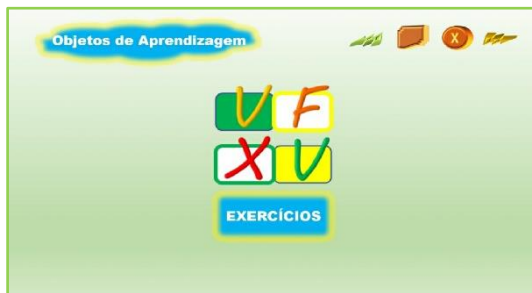 Objetos de Aprendizagem
X
V F
X V
EXERCÍCIOS